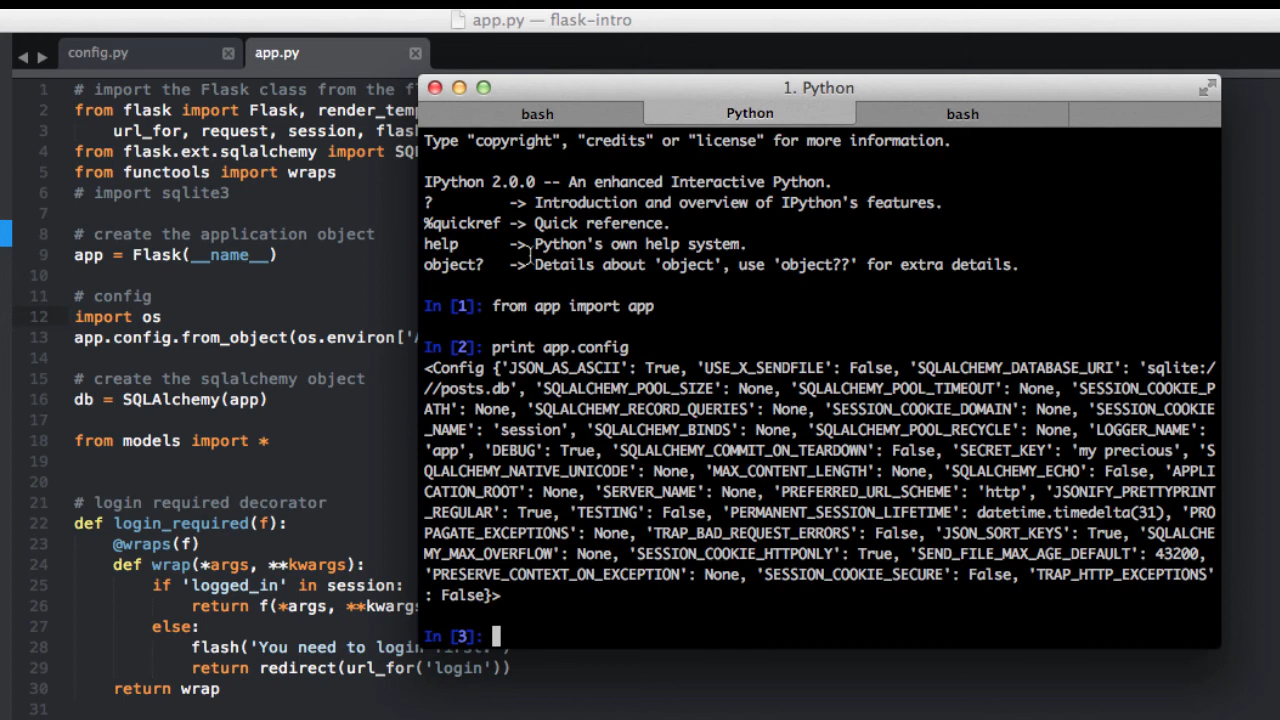 app.py — flask-intro
config.py
app.py
1 # import the Flask class from the f
2 from flask import Flask, render_temp
3 url_for, request, session, flas
4 from flask.ext.sqlalchemy import SQ
5 from functools import wraps
6 # import sqlite3
7
8 # create the application object
9 app = Flask(__name__)
10
11 # config
12 import os
13 app.config.from_object(os.environ['A
14
15 # create the sqlalchemy object
16 db = SQLAlchemy(app)
17
18 from models import *
19
20
21 # login required decorator
22 def login_required(f):
23 @wraps(f)
24 def wrap(*args, **kwargs):
25 if 'logged_in' in session:
26 return f(*args, **kwa
27 else:
28 flash('You need to login first.')
29 return redirect(url_for('login'))
30 return wrap
31
1. Python
bash
Python
bash
Type "copyright", "credits" or "license" for more information.
IPython 2.0.0 -- An enhanced Interactive Python.
? -> Introduction and overview of IPython's features.
%quickref -> Quick reference.
help -> Python's own help system.
object? -> Details about 'object', use 'object??' for extra details.
In [1]: from app import app
In [2]: print app.config
<Config {'JSON_AS_ASCII': True, 'USE_X_SENDFILE': False, 'SQLALCHEMY_DATABASE_URI': 'sqlite:/
//posts.db', 'SQLALCHEMY_POOL_SIZE': None, 'SQLALCHEMY_POOL_TIMEOUT': None, 'SESSION_COOKIE_P
ATH': None, 'SQLALCHEMY_RECORD_QUERIES': None, 'SESSION_COOKIE_DOMAIN': None, 'SESSION_COOKIE
_NAME': 'session', 'SQLALCHEMY_BINDS': None, 'SQLALCHEMY_POOL_RECYCLE': None, 'LOGGER_NAME':
'app', 'DEBUG': True, 'SQLALCHEMY_COMMIT_ON_TEARDOWN': False, 'SECRET_KEY': 'my precious', 'S
QLALCHEMY_NATIVE_UNICODE': None, 'MAX_CONTENT_LENGTH': None, 'SQLALCHEMY_ECHO': False, 'APPLI
CATION_ROOT': None, 'SERVER_NAME': None, 'PREFERRED_URL_SCHEME': 'http', 'JSONIFY_PRETTYPRINT
_REGULAR': True, 'TESTING': False, 'PERMANENT_SESSION_LIFETIME': datetime.timedelta(31), 'PRO
PAGATE_EXCEPTIONS': None, 'TRAP_BAD_REQUEST_ERRORS': False, 'JSON_SORT_KEYS': True, 'SQLALCHE
MY_MAX_OVERFLOW': None, 'SESSION_COOKIE_HTTPONLY': True, 'SEND_FILE_MAX_AGE_DEFAULT': 43200,
'PRESERVE_CONTEXT_ON_EXCEPTION': None, 'SESSION_COOKIE_SECURE': False, 'TRAP_HTTP_EXCEPTIONS'
: False}>
In [3]: